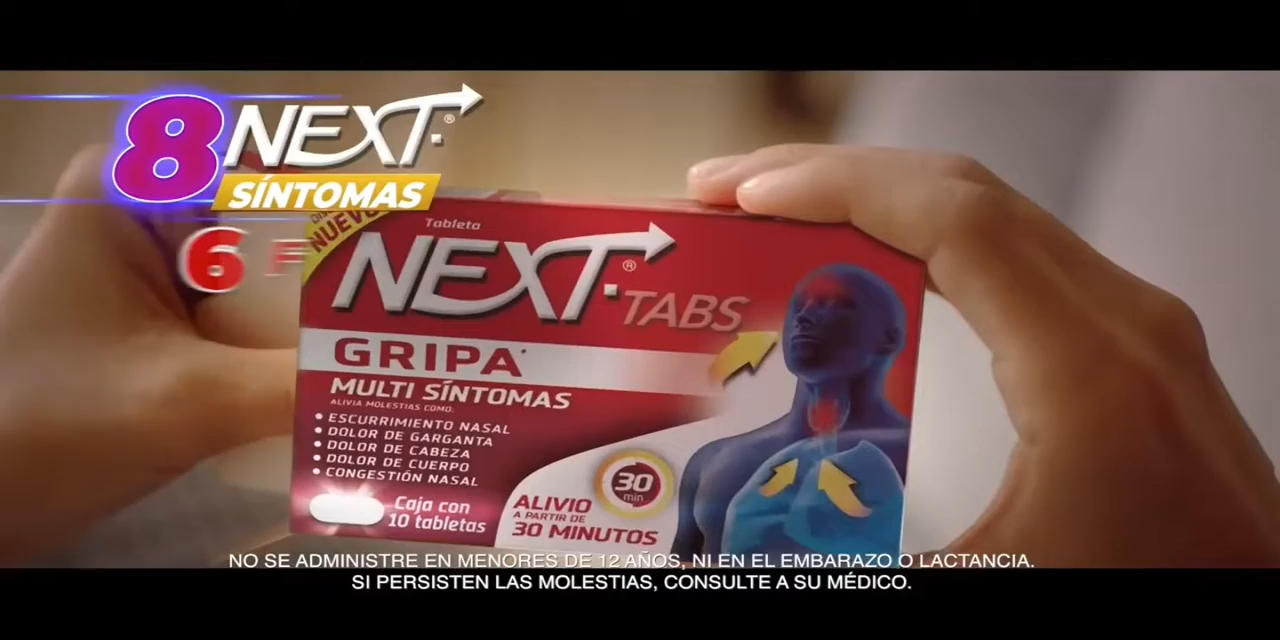 8 NEXT®
SÍNTOMAS
6 F
NUEVO
Tableta
NEXT® TABS
GRIPA*
MULTI SÍNTOMAS
ALIVIA MOLESTIAS COMO:
• ESCURRIMIENTO NASAL
• DOLOR DE GARGANTA
• DOLOR DE CABEZA
• DOLOR DE CUERPO
• CONGESTIÓN NASAL
Caja con
10 tabletas
30
min
ALIVIO
A PARTIR DE
30 MINUTOS
NO SE ADMINISTRE EN MENORES DE 12 AÑOS, NI EN EL EMBARAZO O LACTANCIA.
SI PERSISTEN LAS MOLESTIAS, CONSULTE A SU MÉDICO.